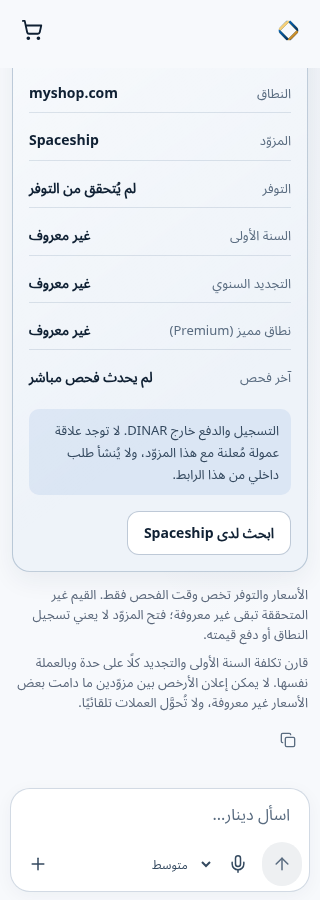 النطاق myshop.com
المزوّد Spaceship
التوفر لم يُتحقق من التوفر
السنة الأولى غير معروف
التجديد السنوي غير معروف
نطاق مميز (Premium) غير معروف
آخر فحص لم يحدث فحص مباشر
التسجيل والدفع خارج DINAR. لا توجد علاقة
عمولة مُعلنة مع هذا المزوّد، ولا يُنشأ طلب
داخلي من هذا الرابط.
ابحث لدى Spaceship
الأسعار والتوفر تخص وقت الفحص فقط. القيم غير
المتحققة تبقى غير معروفة؛ فتح المزوّد لا يعني تسجيل
النطاق أو دفع قيمته.
قارن تكلفة السنة الأولى والتجديد كلًا على حدة وبالعملة
نفسها. لا يمكن إعلان الأرخص بين مزوّدين ما دامت بعض
الأسعار غير معروفة، ولا تُحوَّل العملات تلقائيًا.
اسأل دينار...
متوسط